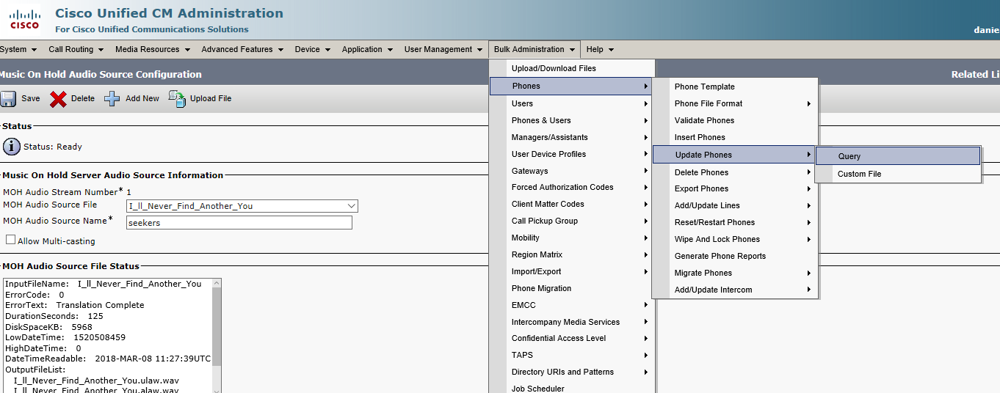 CISCO
Cisco Unified CM Administration
For Cisco Unified Communications Solutions
danie
System Call Routing Media Resources Advanced Features Device Application User Management Bulk Administration Help
Music On Hold Audio Source Configuration
Related Li
Save Delete Add New Upload File
Status
Status: Ready
Music On Hold Server Audio Source Information
MOH Audio Stream Number* 1
MOH Audio Source File I_ll_Never_Find_Another_You
MOH Audio Source Name* seekers
Allow Multi-casting
MOH Audio Source File Status
InputFileName: I_ll_Never_Find_Another_You
ErrorCode: 0
ErrorText: Translation Complete
DurationSeconds: 125
DiskSpaceKB: 5968
LowDateTime: 1520508459
HighDateTime: 0
DateTimeReadable: 2018-MAR-08 11:27:39UTC
OutputFileList:
I_ll_Never_Find_Another_You.ulaw.wav
I_ll_Never_Find_Another_You.alaw.wav
Upload/Download Files
Phones
Users
Phones & Users
Managers/Assistants
User Device Profiles
Gateways
Forced Authorization Codes
Client Matter Codes
Call Pickup Group
Mobility
Region Matrix
Import/Export
Phone Migration
EMCC
Intercompany Media Services
Confidential Access Level
TAPS
Directory URIs and Patterns
Job Scheduler
Phone Template
Phone File Format
Validate Phones
Insert Phones
Update Phones
Delete Phones
Export Phones
Add/Update Lines
Reset/Restart Phones
Wipe And Lock Phones
Generate Phone Reports
Migrate Phones
Add/Update Intercom
Query
Custom File